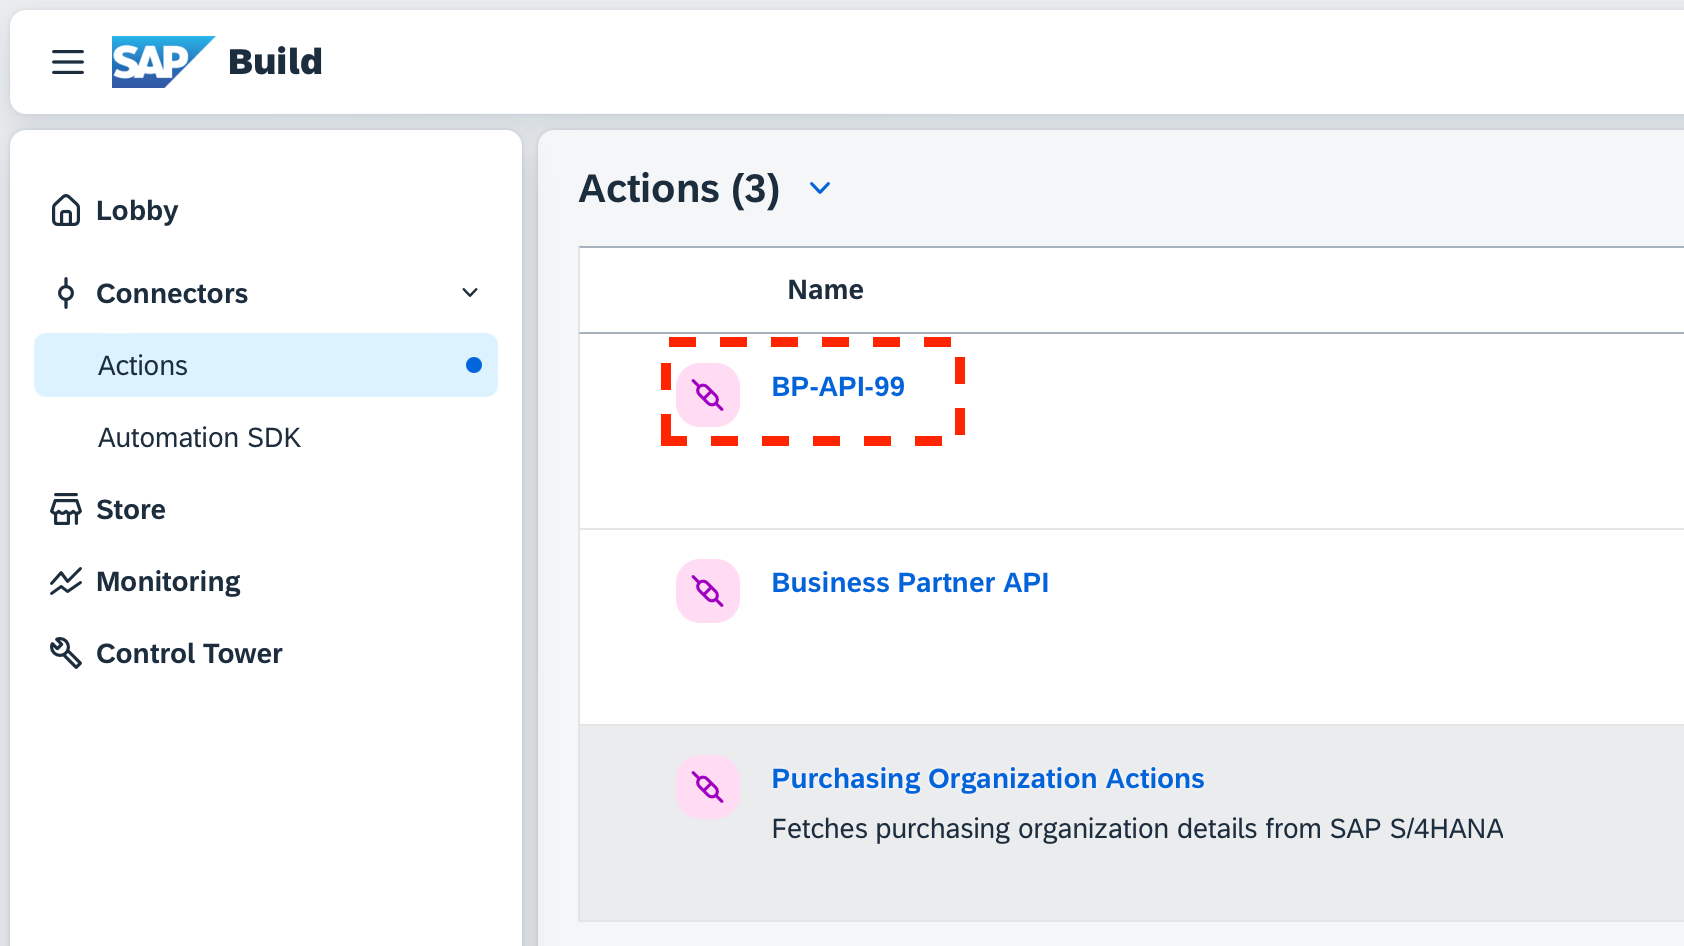 SAP Build
Lobby
Connectors
Actions
Automation SDK
Store
Monitoring
Control Tower
Actions (3)
Name
BP-API-99
Business Partner API
Purchasing Organization Actions
Fetches purchasing organization details from SAP S/4HANA